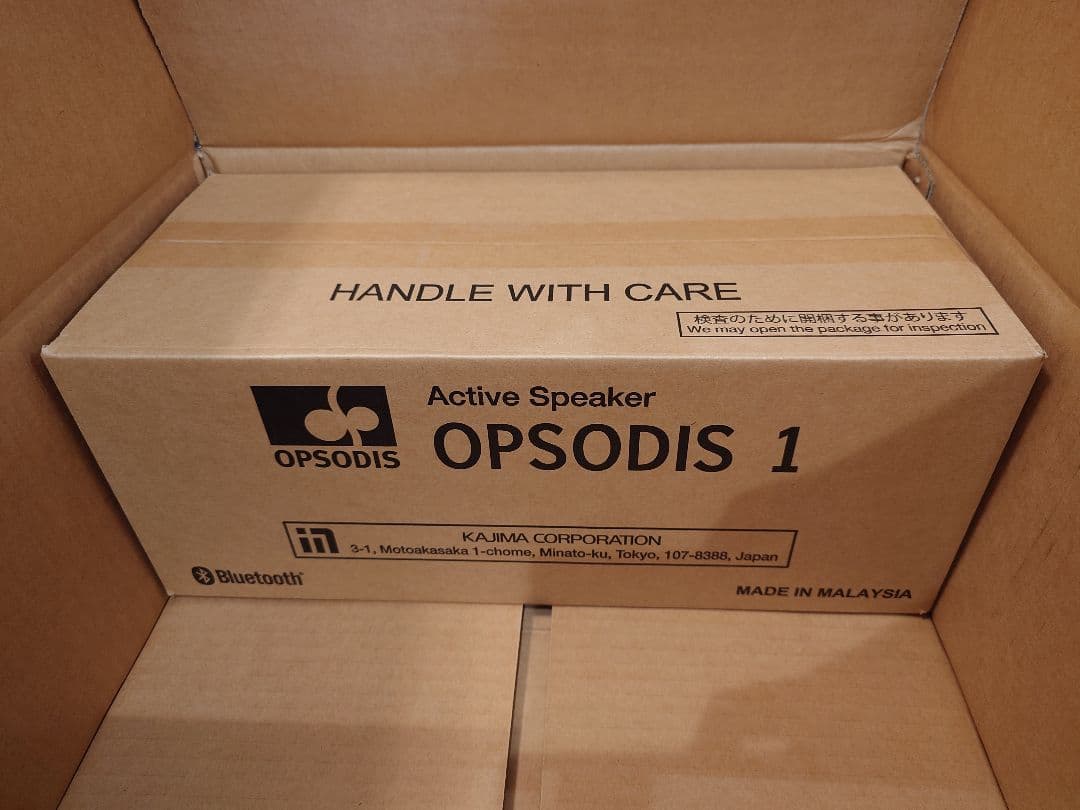 HANDLE WITH CARE
検査のために開梱する事があります
We may open the package for inspection
Active Speaker
OPSODIS 1
OPSODIS
KAJIMA CORPORATION
3-1, Motoakasaka 1-chome, Minato-ku, Tokyo, 107-8388, Japan
Bluetooth®
MADE IN MALAYSIA